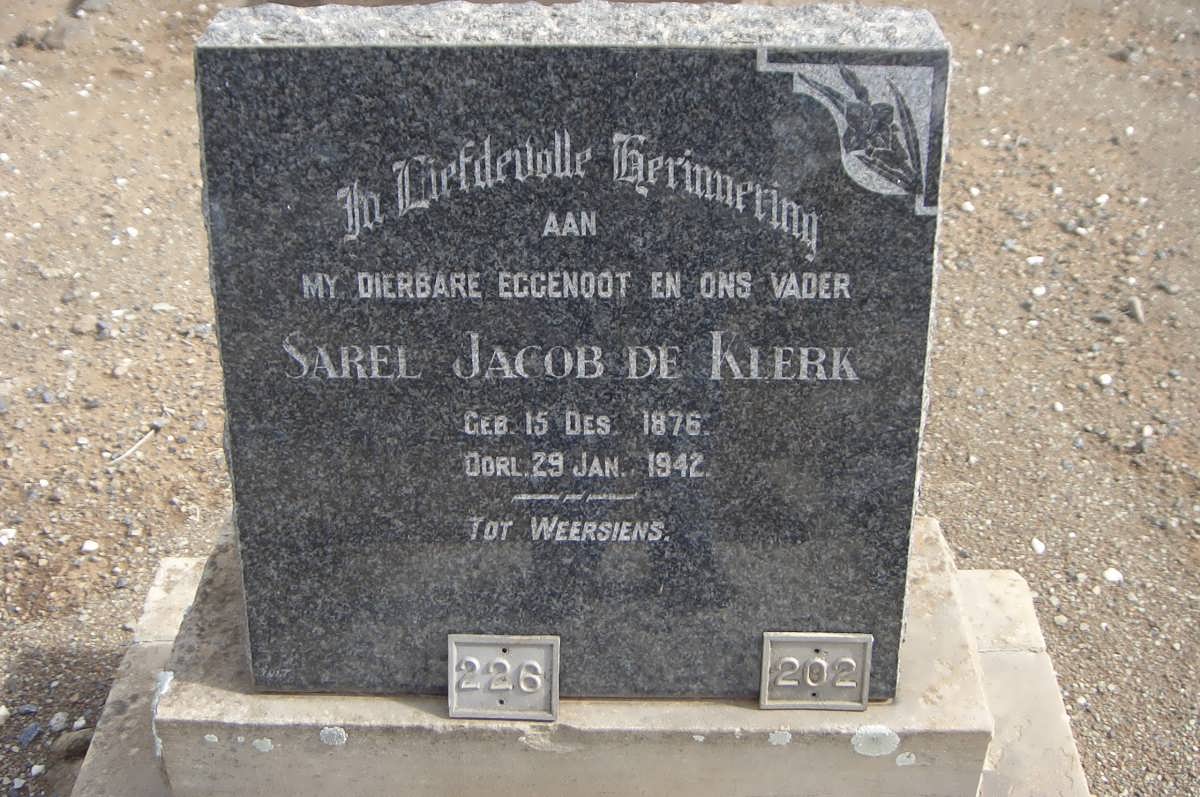 In Liefdevolle Herinnering
AAN
MY DIERBARE EGGENOOT EN ONS VADER
SAREL JACOB DE KLERK
GEB. 15 DES. 1876.
OORL. 29 JAN. 1942.
TOT WEERSIENS.
226
202